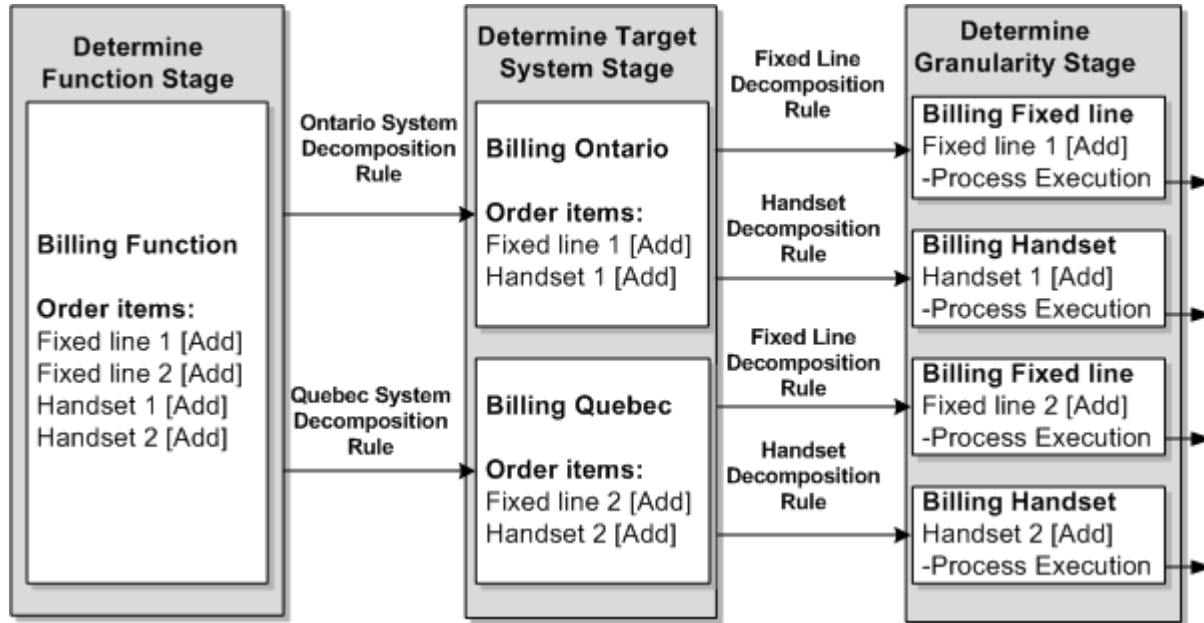 Determine
Function Stage
Billing Function
Order items:
Fixed line 1 [Add]
Fixed line 2 [Add]
Handset 1 [Add]
Handset 2 [Add]
Ontario System
Decomposition
Rule
Quebec System
Decomposition
Rule
Determine Target
System Stage
Billing Ontario
Order items:
Fixed line 1 [Add]
Handset 1 [Add]
Billing Quebec
Order items:
Fixed line 2 [Add]
Handset 2 [Add]
Fixed Line
Decomposition
Rule
Handset
Decomposition
Rule
Fixed Line
Decomposition
Rule
Handset
Decomposition
Rule
Determine
Granularity Stage
Billing Fixed line
Fixed line 1 [Add]
-Process Execution
Billing Handset
Handset 1 [Add]
-Process Execution
Billing Fixed line
Fixed line 2 [Add]
-Process Execution
Billing Handset
Handset 2 [Add]
-Process Execution